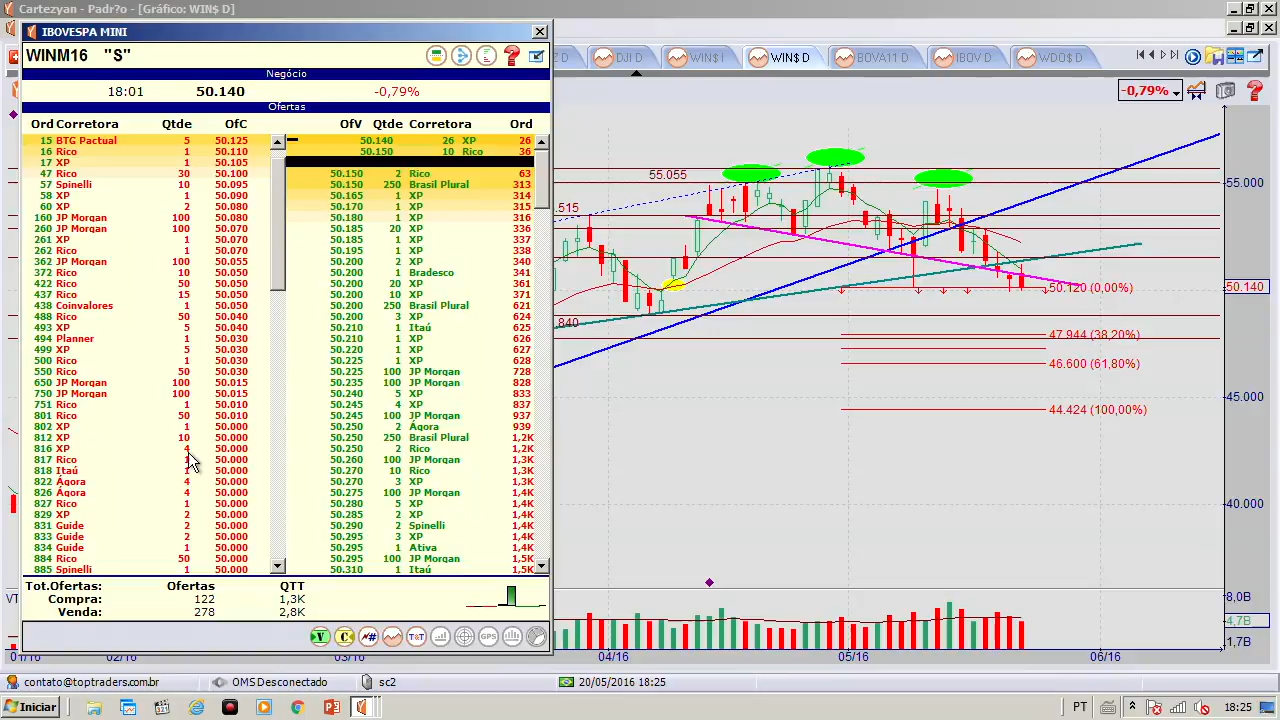 Cartezyan - Padr?o - [Gráfico: WIN$ D]
IBOVESPA MINI
WINM16 "S"
Negócio
18:01 50.140 -0,79%
Ofertas
Ord Corretora Qtde OfC OfV Qtde Corretora Ord
15 BTG Pactual 5 50.125 50.140 26 XP 26
16 Rico 1 50.110 50.150 10 Rico 36
17 XP 1 50.105
47 Rico 30 50.100 50.150 2 Rico 63
57 Spinelli 10 50.095 50.150 250 Brasil Plural 313
58 XP 1 50.090 50.165 1 XP 314
60 XP 2 50.080 50.170 1 XP 315
160 JP Morgan 100 50.080 50.180 1 XP 316
260 JP Morgan 100 50.070 50.185 20 XP 336
261 XP 1 50.070 50.185 1 XP 337
262 Rico 1 50.070 50.195 1 XP 338
362 JP Morgan 100 50.055 50.200 2 XP 340
372 Rico 10 50.050 50.200 1 Bradesco 341
422 Rico 50 50.050 50.200 20 XP 361
437 Rico 15 50.050 50.200 10 XP 371
438 Coinvalores 1 50.050 50.200 250 Brasil Plural 621
488 Rico 50 50.040 50.200 3 XP 624
493 XP 5 50.040 50.210 1 Itaú 625
494 Planner 1 50.030 50.210 1 XP 626
499 XP 5 50.030 50.220 1 XP 627
500 Rico 1 50.030 50.225 1 XP 628
550 Rico 50 50.030 50.225 100 JP Morgan 728
650 JP Morgan 100 50.015 50.235 100 JP Morgan 828
750 JP Morgan 100 50.015 50.240 5 XP 833
751 Rico 1 50.010 50.245 4 XP 837
801 Rico 50 50.010 50.245 100 JP Morgan 937
802 XP 1 50.000 50.250 2 Ágora 939
812 XP 10 50.000 50.250 250 Brasil Plural 1,2K
816 XP 4 50.000 50.250 2 Rico 1,2K
817 Rico 1 50.000 50.260 100 JP Morgan 1,3K
818 Itaú 1 50.000 50.270 10 Rico 1,3K
822 Ágora 4 50.000 50.270 3 XP 1,3K
826 Ágora 4 50.000 50.275 100 JP Morgan 1,4K
827 Rico 1 50.000 50.280 5 XP 1,4K
829 XP 2 50.000 50.285 2 XP 1,4K
831 Guide 2 50.000 50.290 2 Spinelli 1,4K
833 Guide 2 50.000 50.295 3 XP 1,4K
834 Guide 1 50.000 50.295 1 Ativa 1,4K
884 Rico 50 50.000 50.295 100 JP Morgan 1,5K
885 Spinelli 1 50.000 50.310 1 Itaú 1,5K
Tot.Ofertas: Ofertas QTT
Compra: 122 1,3K
Venda: 278 2,8K
V C T&T GPS
DJI D WIN$ I WIN$ D BOVA11 D IBOV D WDO$ D
-0,79%
55.055
55.000
.515
50.120 (0,00%) 50.140
840
47.944 (38,20%)
46.600 (61,80%)
45.000
44.424 (100,00%)
40.000
VT
8,0B
4,7B
1,7B
01/16 02/16 03/16 04/16 05/16 06/16
contato@toptraders.com.br OMS Desconectado sc2 20/05/2016 18:25
Iniciar 321 PT 18:25